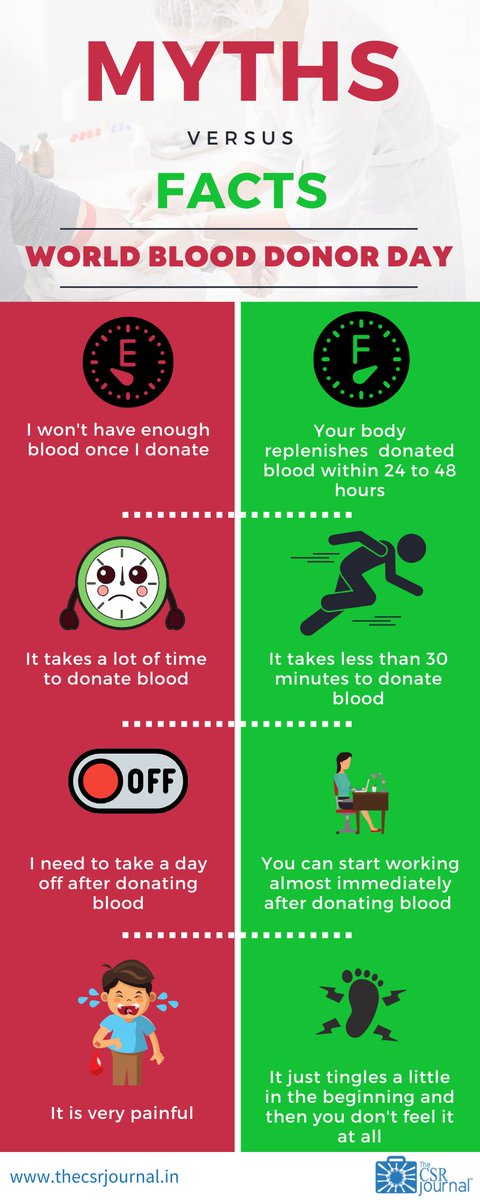 MYTHS
VERSUS
FACTS
WORLD BLOOD DONOR DAY
E
I won't have enough
blood once I donate
F
Your body
replenishes donated
blood within 24 to 48
hours
It takes a lot of time
to donate blood
It takes less than 30
minutes to donate
blood
OFF
I need to take a day
off after donating
blood
You can start working
almost immediately
after donating blood
It is very painful
It just tingles a little
in the beginning and
then you don't feel it
at all
www.thecsrjournal.in
The
CSR
journal